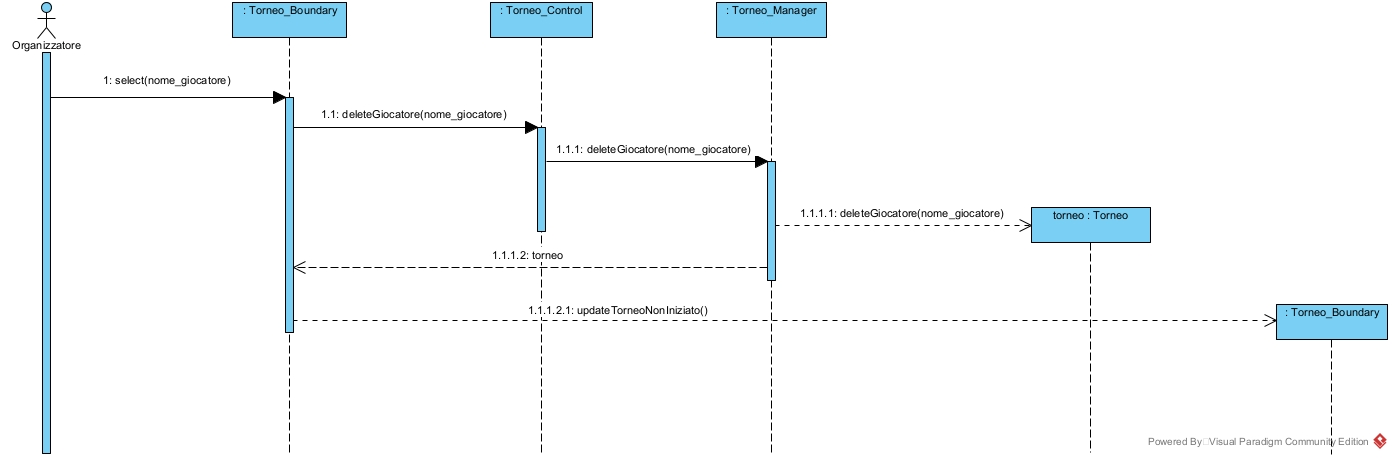 : Torneo_Boundary
: Torneo_Control
: Torneo_Manager
Organizzatore
1: select(nome_giocatore)
1.1: deleteGiocatore(nome_giocatore)
1.1.1: deleteGiocatore(nome_giocatore)
1.1.1.1: deleteGiocatore(nome_giocatore)
torneo : Torneo
1.1.1.2: torneo
1.1.1.2.1: updateTorneoNonIniziato()
: Torneo_Boundary
Powered By Visual Paradigm Community Edition